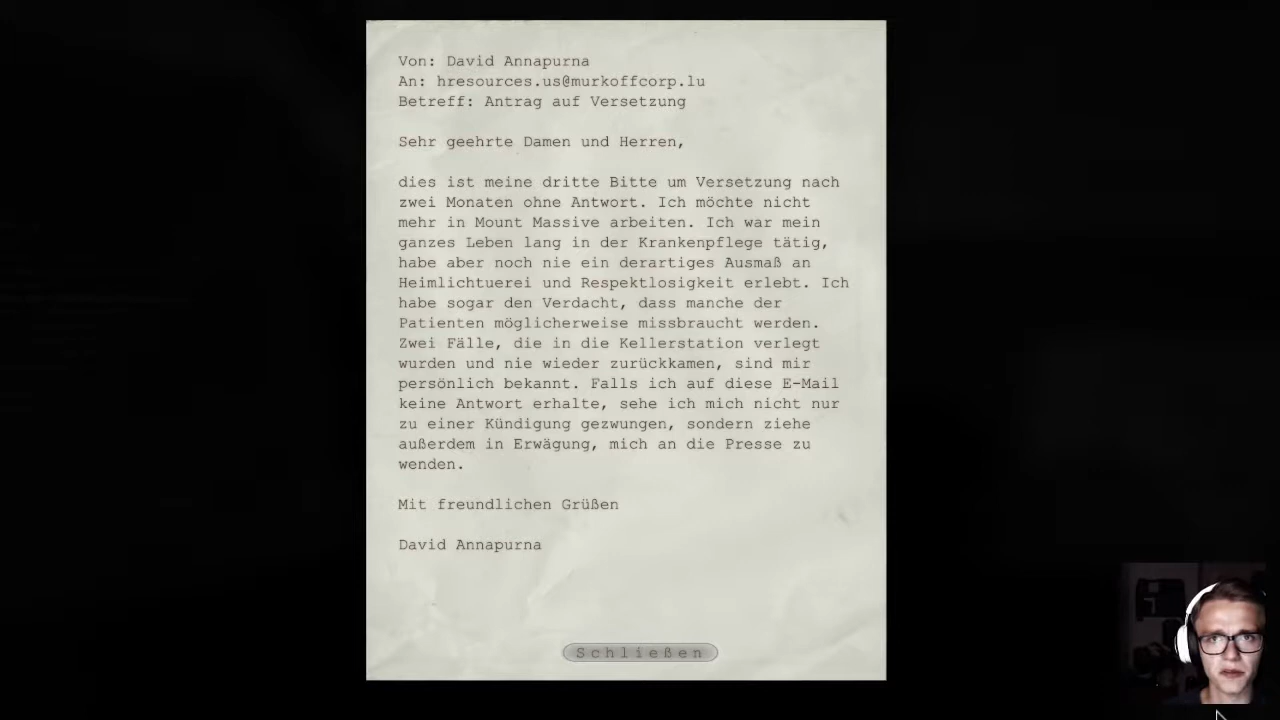 Von: David Annapurna
An: hresources.us@murkoffcorp.lu
Betreff: Antrag auf Versetzung
Sehr geehrte Damen und Herren,
dies ist meine dritte Bitte um Versetzung nach
zwei Monaten ohne Antwort. Ich möchte nicht
mehr in Mount Massive arbeiten. Ich war mein
ganzes Leben lang in der Krankenpflege tätig,
habe aber noch nie ein derartiges Ausmaß an
Heimlichtuerei und Respektlosigkeit erlebt. Ich
habe sogar den Verdacht, dass manche der
Patienten möglicherweise missbraucht werden.
Zwei Fälle, die in die Kellerstation verlegt
wurden und nie wieder zurückkamen, sind mir
persönlich bekannt. Falls ich auf diese E-Mail
keine Antwort erhalte, sehe ich mich nicht nur
zu einer Kündigung gezwungen, sondern ziehe
außerdem in Erwägung, mich an die Presse zu
wenden.
Mit freundlichen Grüßen
David Annapurna
Schließen